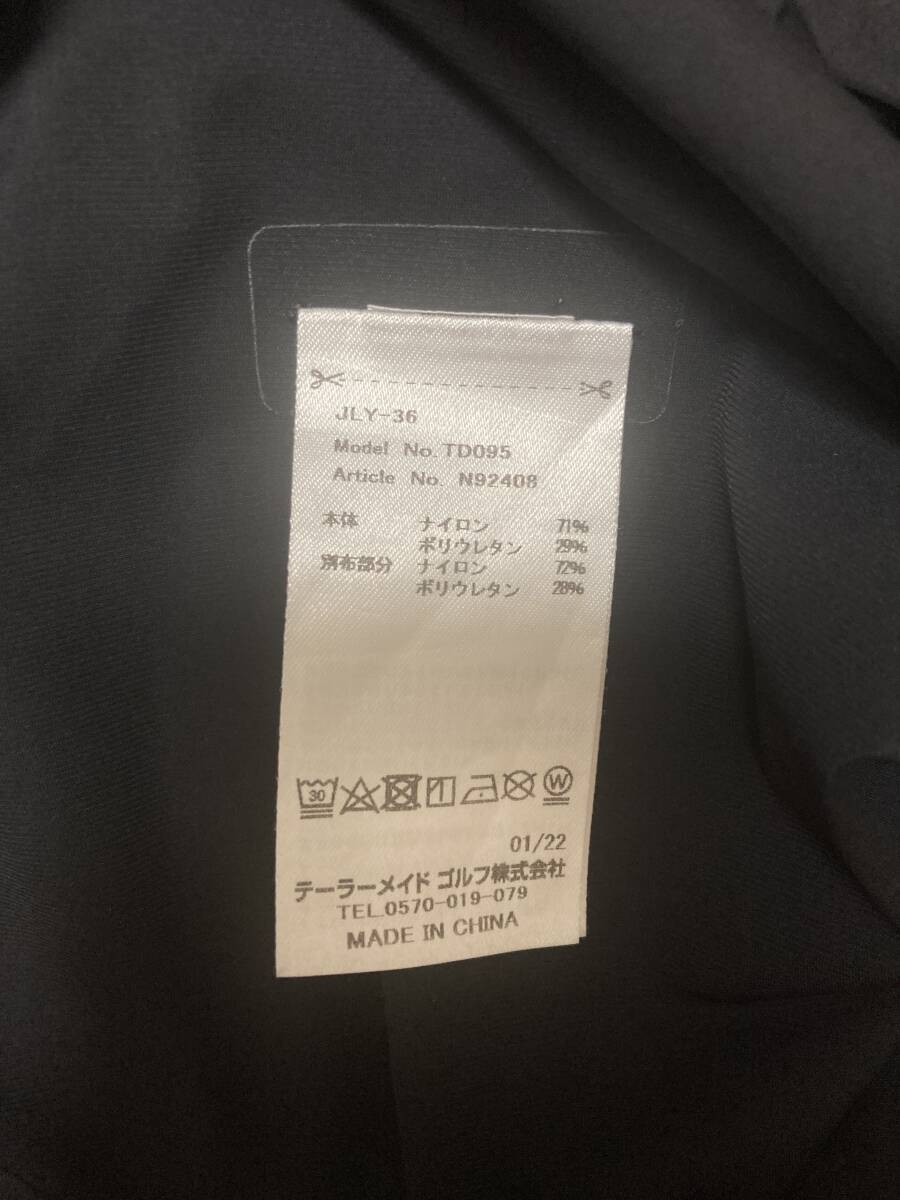 JLY-36
Model No. TD095
Article No. N92408
本体 ナイロン 71%
ポリウレタン 29%
別布部分 ナイロン 72%
ポリウレタン 28%
30 W
01/22
テーラーメイド ゴルフ株式会社
TEL.0570-019-079
MADE IN CHINA